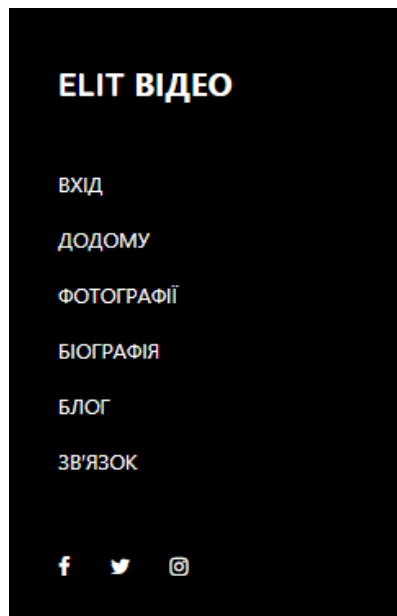 ELIT ВІДЕО
ВХІД
ДОДОМУ
ФОТОГРАФІЇ
БІОГРАФІЯ
БЛОГ
ЗВ'ЯЗОК